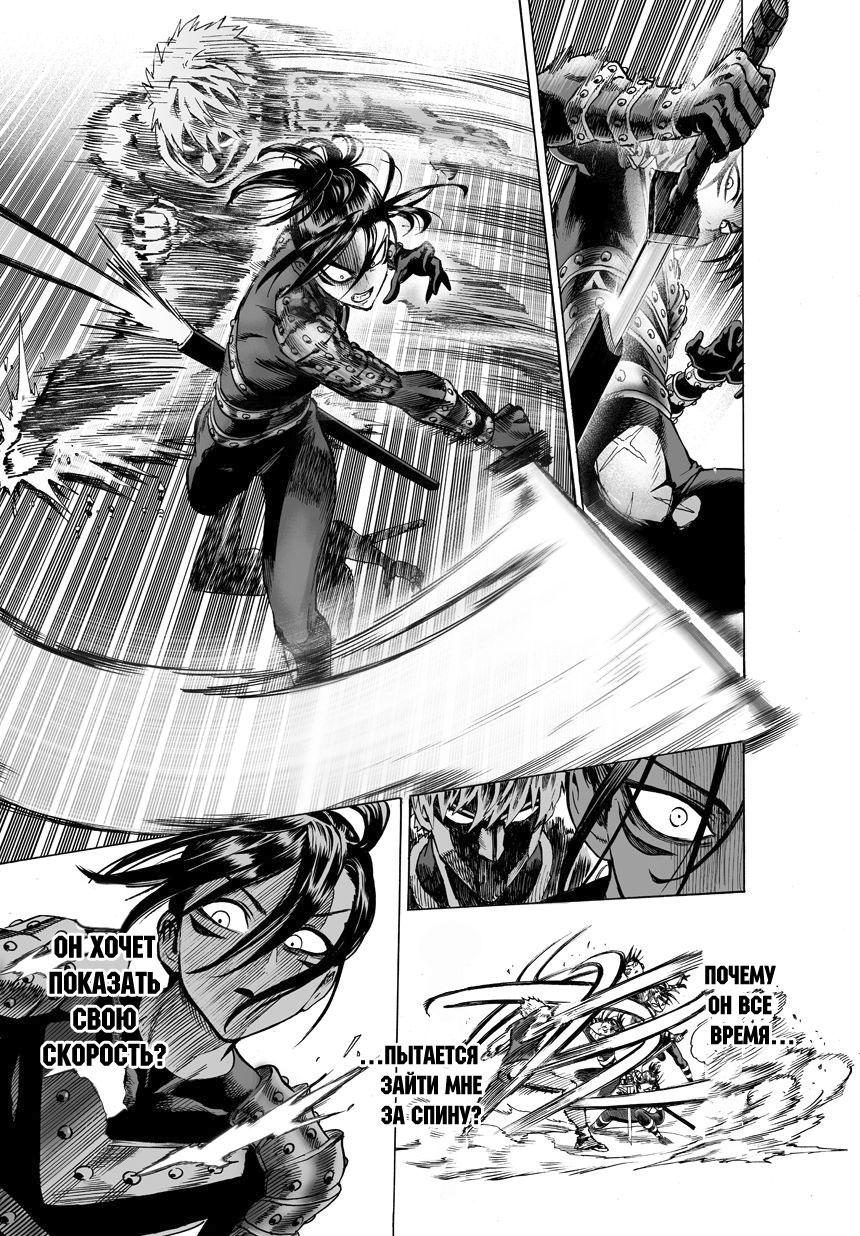 ПОЧЕМУ
ОН ВСЕ
ВРЕМЯ...
...ПЫТАЕТСЯ
ЗАЙТИ МНЕ
ЗА СПИНУ?
ОН ХОЧЕТ
ПОКАЗАТЬ
СВОЮ
СКОРОСТЬ?